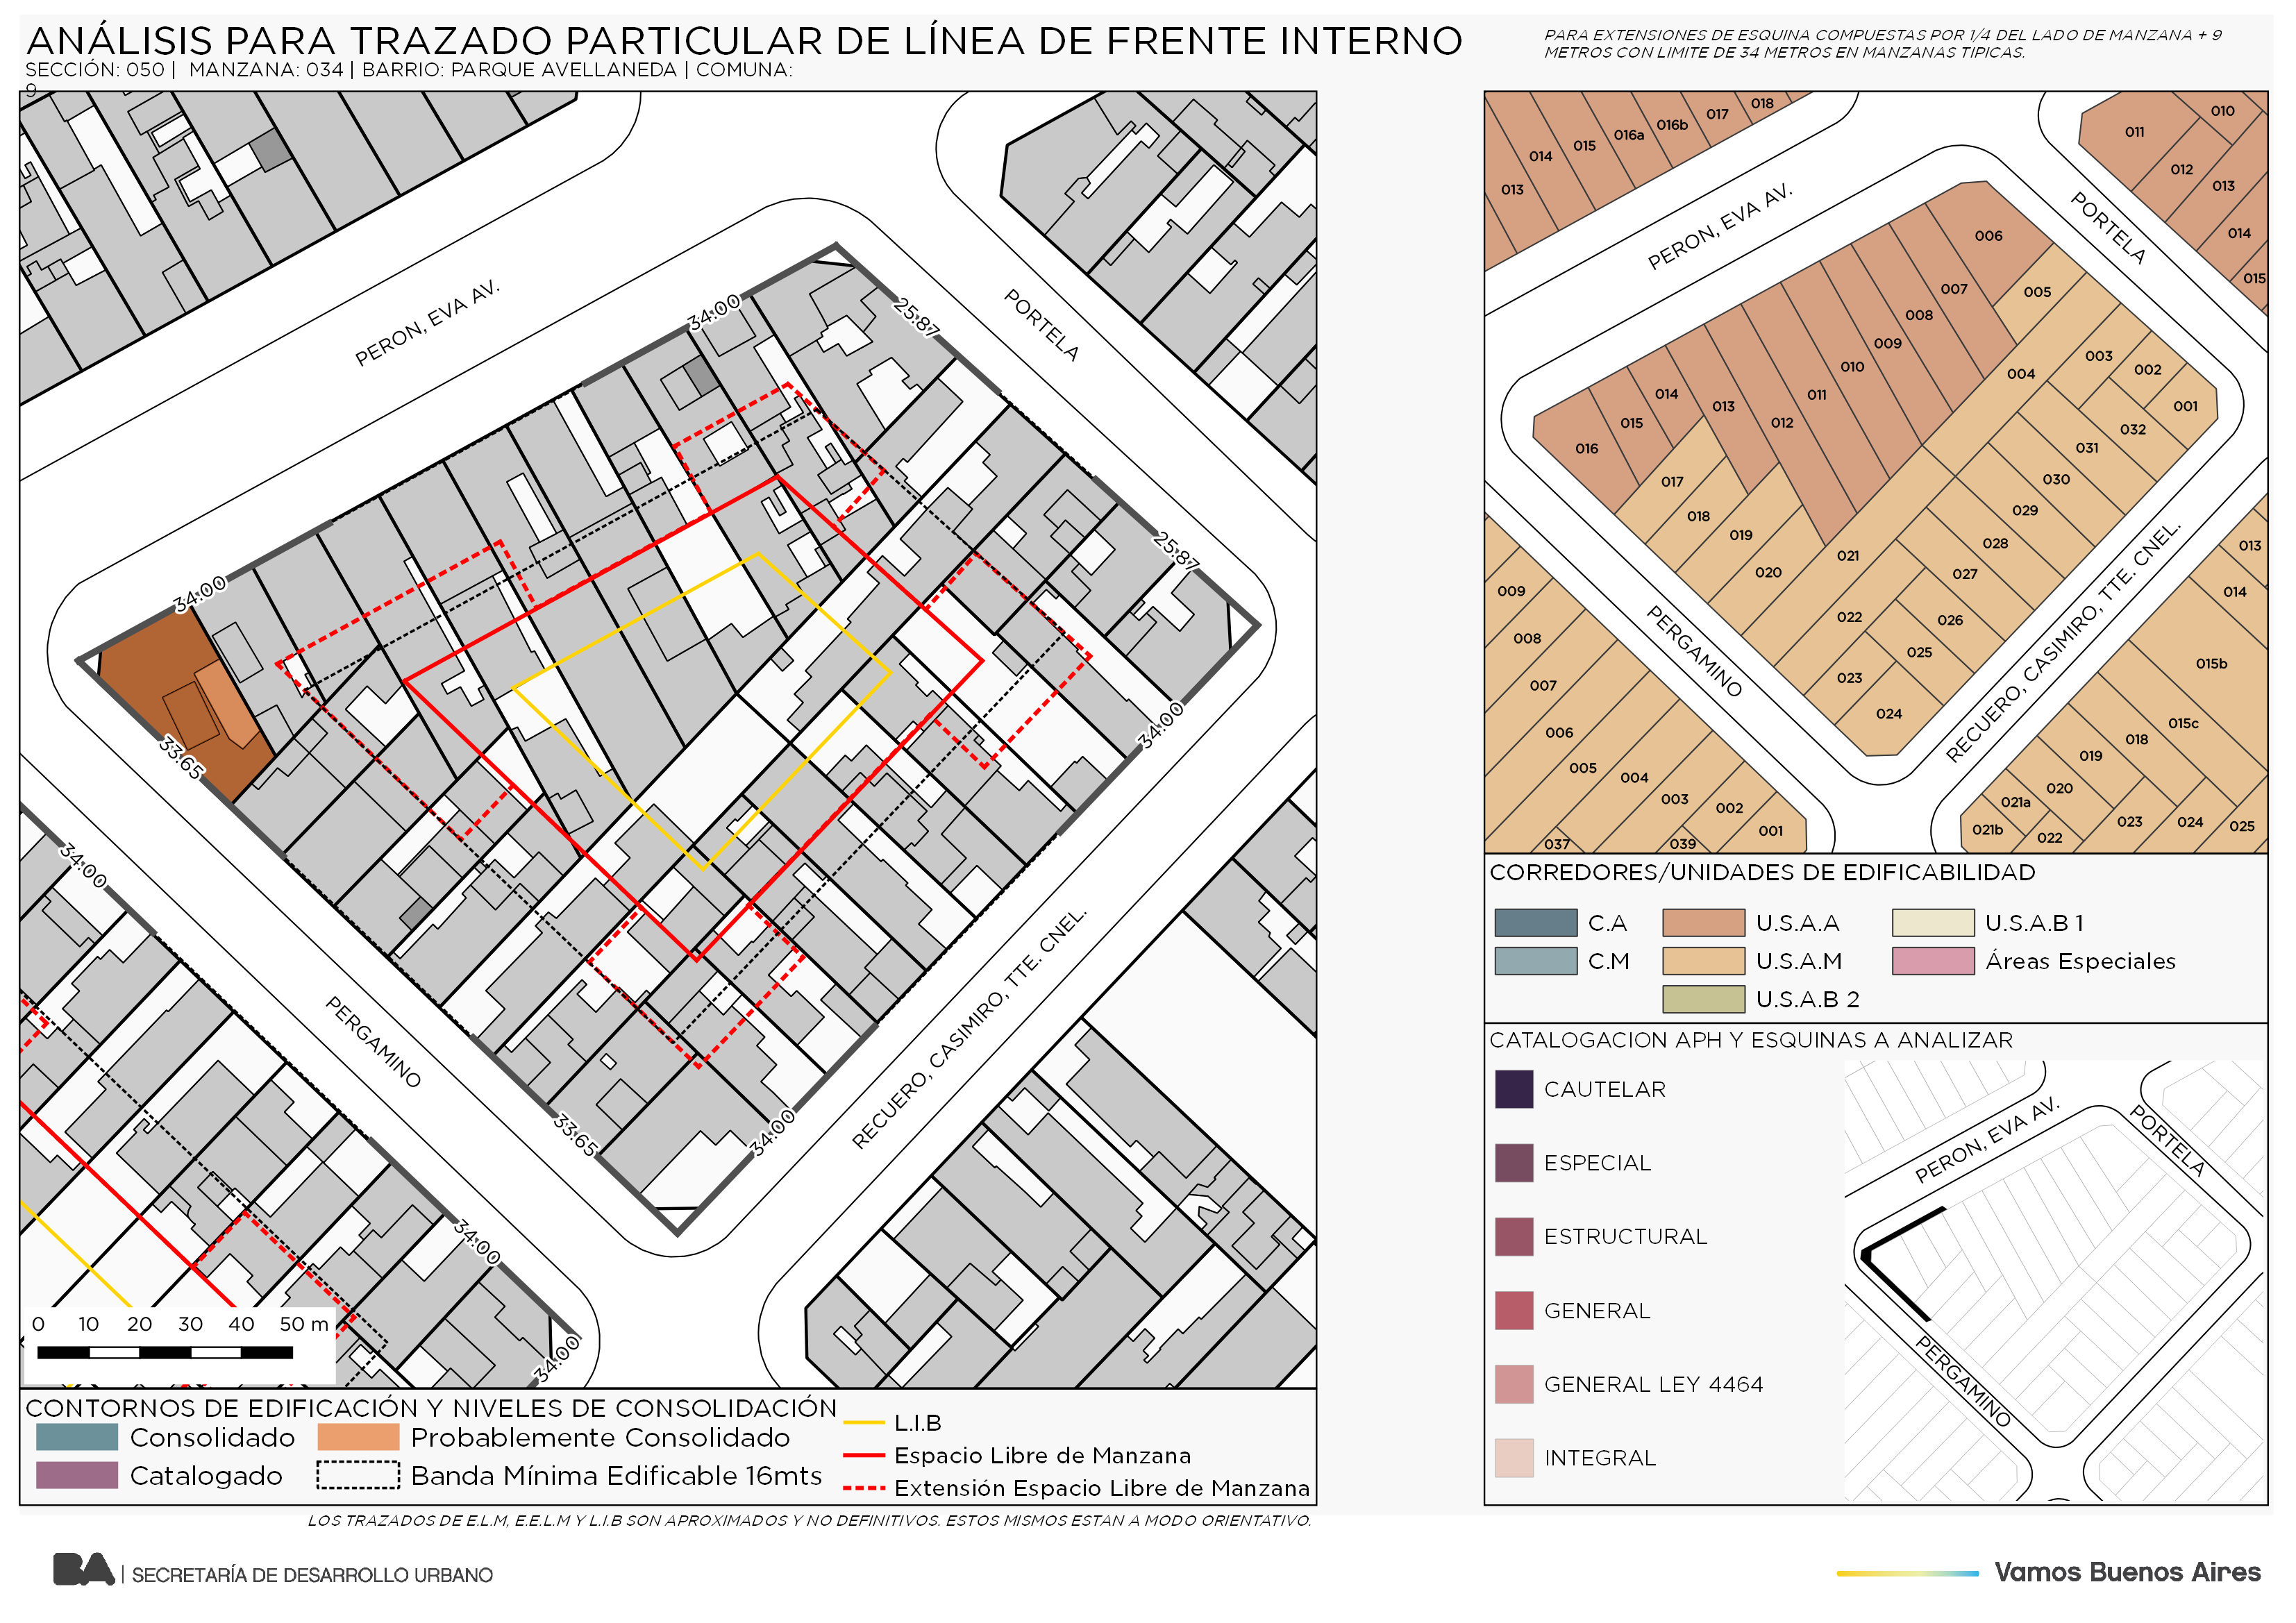 ANÁLISIS PARA TRAZADO PARTICULAR DE LÍNEA DE FRENTE INTERNO
SECCIÓN: 050 | MANZANA: 034 | BARRIO: PARQUE AVELLANEDA | COMUNA:
9
PARA EXTENSIONES DE ESQUINA COMPUESTAS POR 1/4 DEL LADO DE MANZANA + 9
METROS CON LIMITE DE 34 METROS EN MANZANAS TIPICAS.
PERON, EVA AV.
PORTELA
34.00
25.87
34.00
25.87
33.65
34.00
34.00
PERGAMINO
RECUERO, CASIMIRO, TTE. CNEL.
33.65
34.00
34.00
34.00
0 10 20 30 40 50 m
CONTORNOS DE EDIFICACIÓN Y NIVELES DE CONSOLIDACIÓN
Consolidado
Probablemente Consolidado
Catalogado
Banda Mínima Edificable 16mts
L.I.B
Espacio Libre de Manzana
Extensión Espacio Libre de Manzana
LOS TRAZADOS DE E.L.M, E.E.L.M Y L.I.B SON APROXIMADOS Y NO DEFINITIVOS. ESTOS MISMOS ESTAN A MODO ORIENTATIVO.
013
014
015
016a
016b
017
018
PERON, EVA AV.
PORTELA
011
010
012
013
014
015
006
007
008
009
010
011
012
013
014
015
016
005
004
003
002
001
032
031
030
029
028
027
026
025
024
023
022
021
020
019
018
017
PERGAMINO
RECUERO, CASIMIRO, TTE. CNEL.
009
008
007
006
005
004
003
002
001
037
039
013
014
015b
015c
018
019
020
021a
021b
022
023
024
025
CORREDORES/UNIDADES DE EDIFICABILIDAD
C.A
U.S.A.A
U.S.A.B 1
C.M
U.S.A.M
Áreas Especiales
U.S.A.B 2
CATALOGACION APH Y ESQUINAS A ANALIZAR
CAUTELAR
ESPECIAL
ESTRUCTURAL
GENERAL
GENERAL LEY 4464
INTEGRAL
PERON, EVA AV.
PORTELA
PERGAMINO
BA | SECRETARÍA DE DESARROLLO URBANO
Vamos Buenos Aires